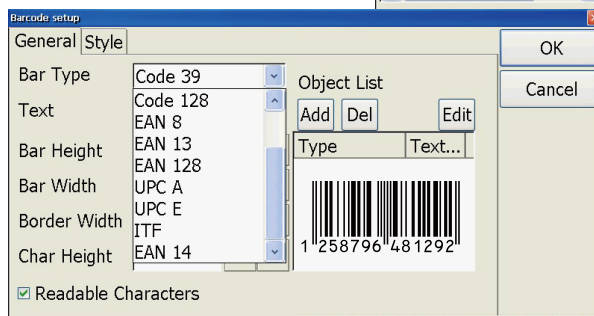 Barcode setup
General Style
OK
Cancel
Bar Type
Code 39
Text
Bar Height
Bar Width
Border Width
Char Height
Code 128
EAN 8
EAN 13
EAN 128
UPC A
UPC E
ITF
EAN 14
Object List
Add Del Edit
Type Text...
1 258796 481292
Readable Characters